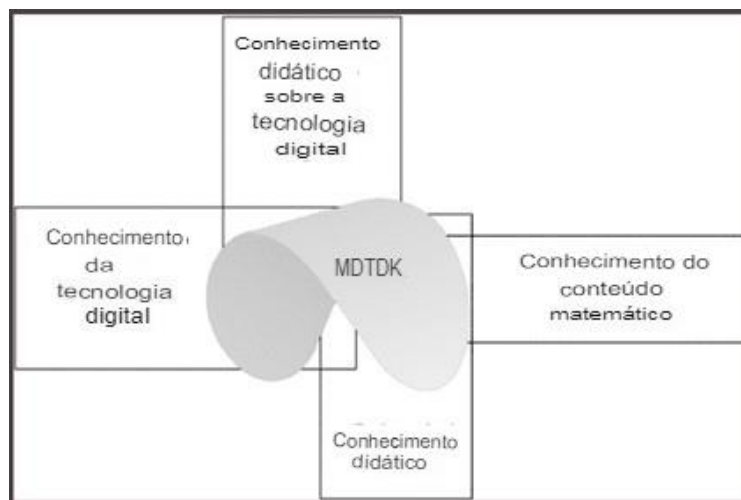 Conhecimento
didático
sobre a
tecnologia
digital
Conhecimento
da
tecnologia
digital
MDTDK
Conhecimento do
conteúdo
matemático
Conhecimento
didático